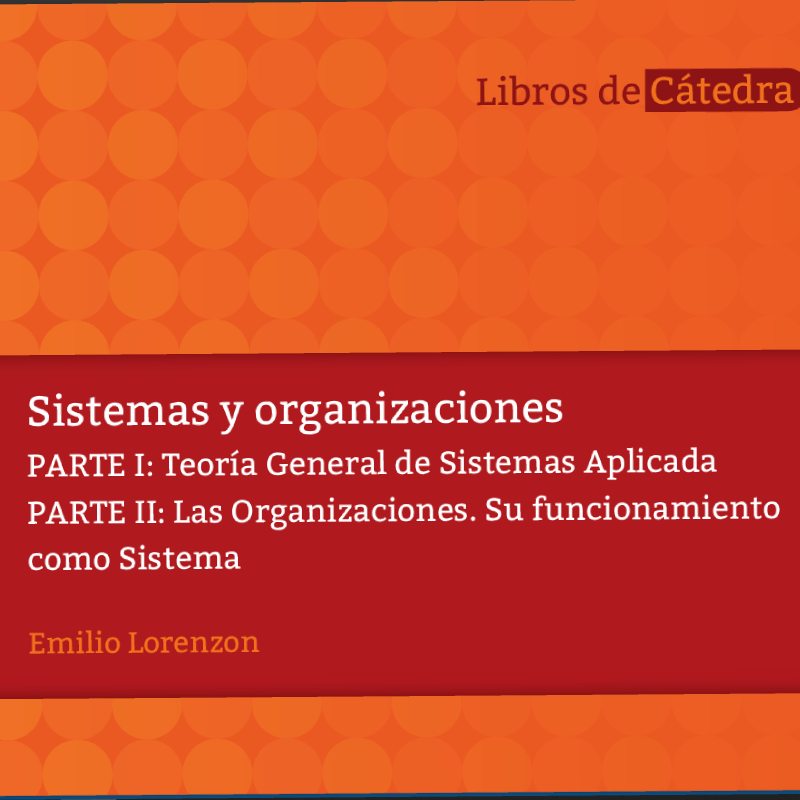 Libros de Cátedra
Sistemas y organizaciones
PARTE I: Teoría General de Sistemas Aplicada
PARTE II: Las Organizaciones. Su funcionamiento
como Sistema
Emilio Lorenzon